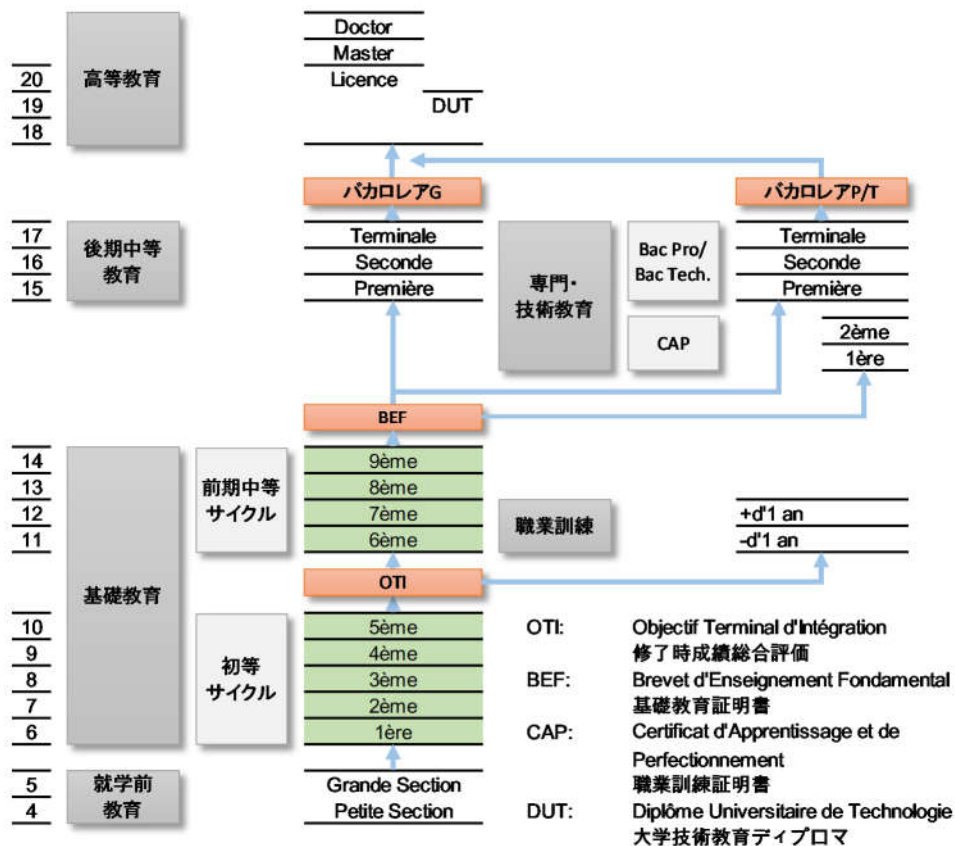 Doctor
Master
20 高等教育 Licence
19 DUT
18
バカロレアG バカロレアP/T
17 後期中等 Terminale Terminale
16 教育 Seconde Seconde
15 Première Première
専門・
技術教育
Bac Pro/
Bac Tech.
CAP
2ème
1ère
BEF
14 9ème
13 前期中等 8ème
12 サイクル 7ème 職業訓練 +d'1 an
11 6ème -d'1 an
基礎教育
OTI
10 5ème
9 初等 4ème
8 サイクル 3ème
7 2ème
6 1ère
5 就学前 Grande Section
4 教育 Petite Section
OTI: Objectif Terminal d'Intégration
修了時成績総合評価
BEF: Brevet d'Enseignement Fondamental
基礎教育証明書
CAP: Certificat d'Apprentissage et de
Perfectionnement
職業訓練証明書
DUT: Diplôme Universitaire de Technologie
大学技術教育ディプロマ